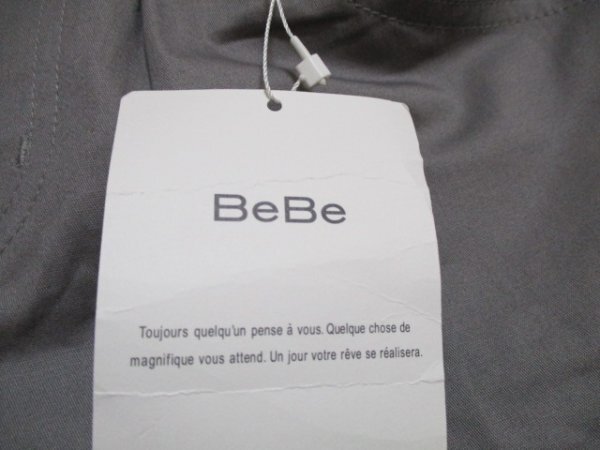 BeBe
Toujours quelqu'un pense à vous. Quelque chose de
magnifique vous attend. Un jour votre rêve se réalisera.